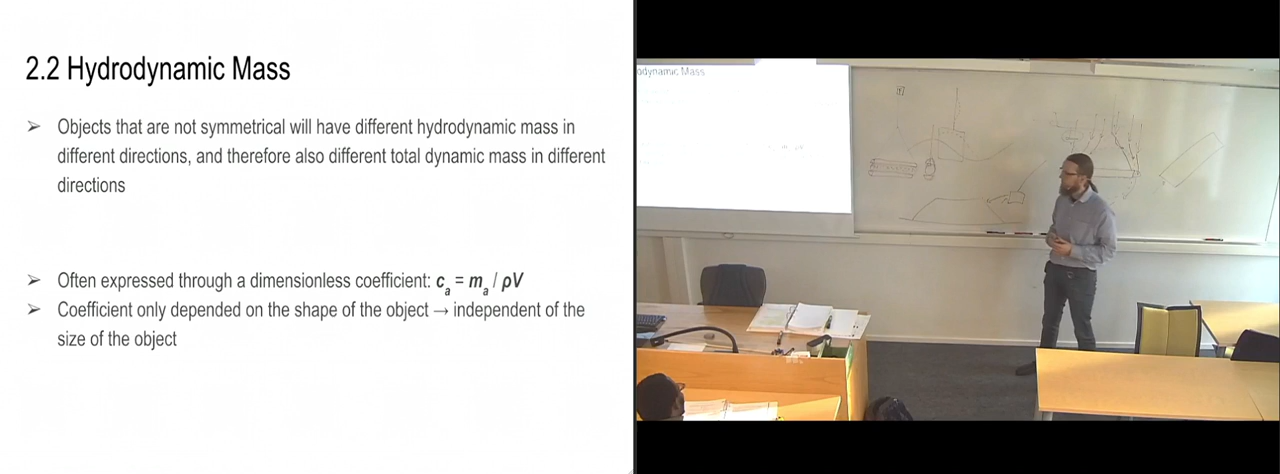 2.2 Hydrodynamic Mass
Objects that are not symmetrical will have different hydrodynamic mass in
different directions, and therefore also different total dynamic mass in different
directions
Often expressed through a dimensionless coefficient: cₐ = mₐ / ρV
Coefficient only depended on the shape of the object → independent of the
size of the object
odynamic Mass